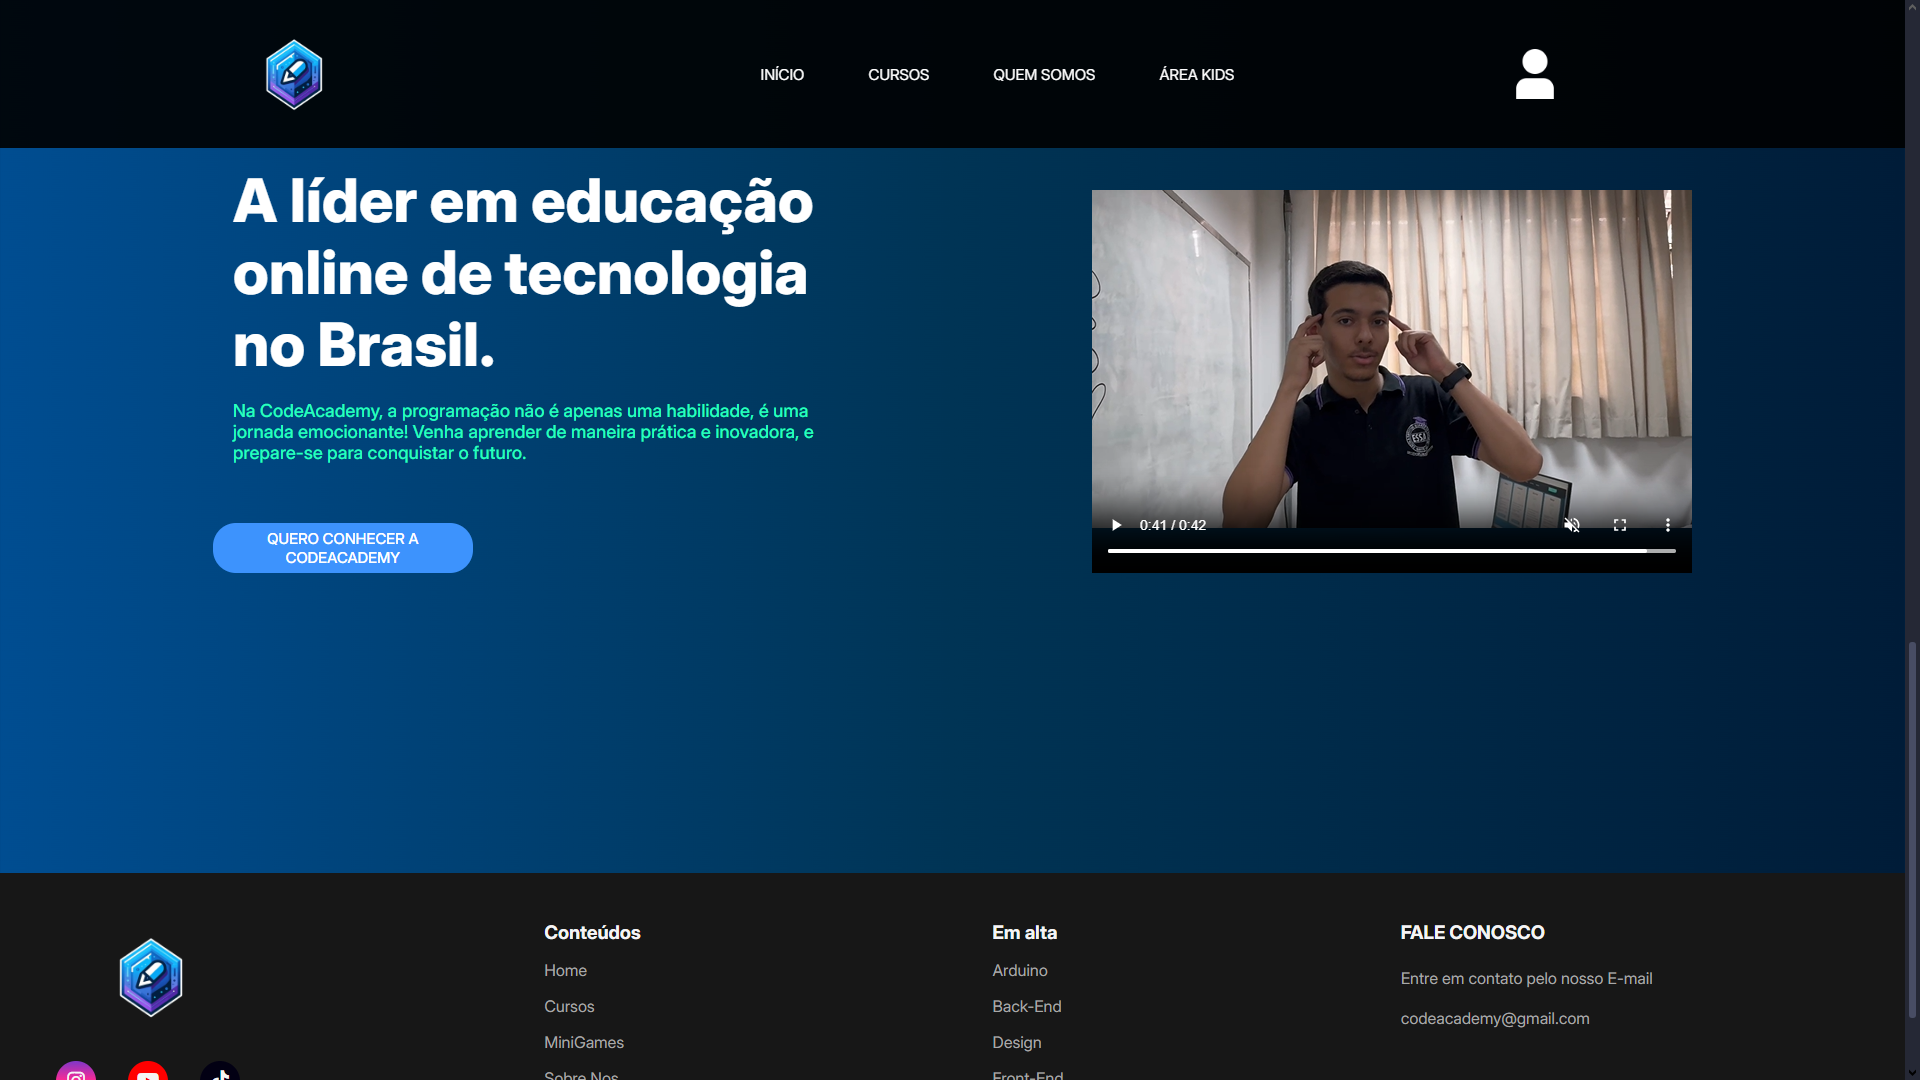 INÍCIO
CURSOS
QUEM SOMOS
ÁREA KIDS
A líder em educação
online de tecnologia
no Brasil.
Na CodeAcademy, a programação não é apenas uma habilidade, é uma
jornada emocionante! Venha aprender de maneira prática e inovadora, e
prepare-se para conquistar o futuro.
QUERO CONHECER A
CODEACADEMY
0:41 / 0:42
Conteúdos
Home
Cursos
MiniGames
Sobre Nos
Em alta
Arduino
Back-End
Design
Front-End
FALE CONOSCO
Entre em contato pelo nosso E-mail
codeacademy@gmail.com